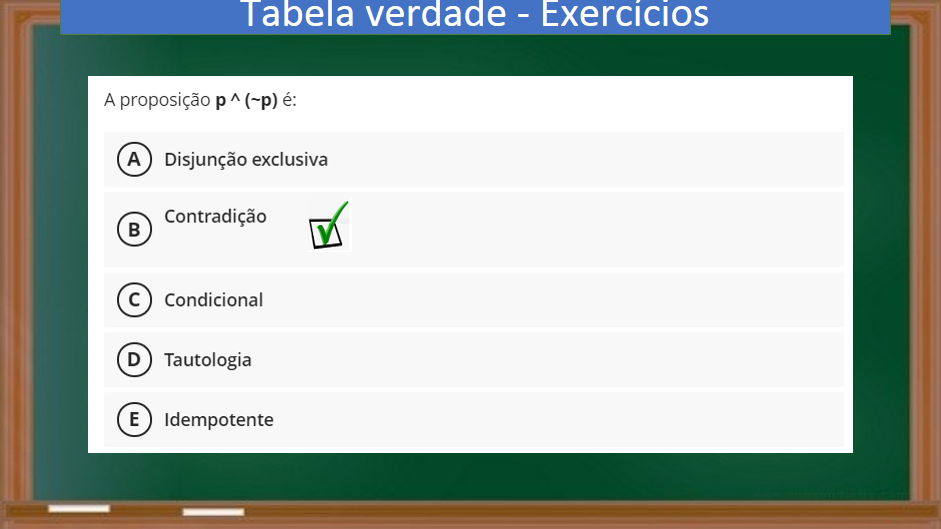 Tabela verdade - Exercícios
A proposição p ^ (~p) é:
A Disjunção exclusiva
B Contradição
C Condicional
D Tautologia
E Idempotente